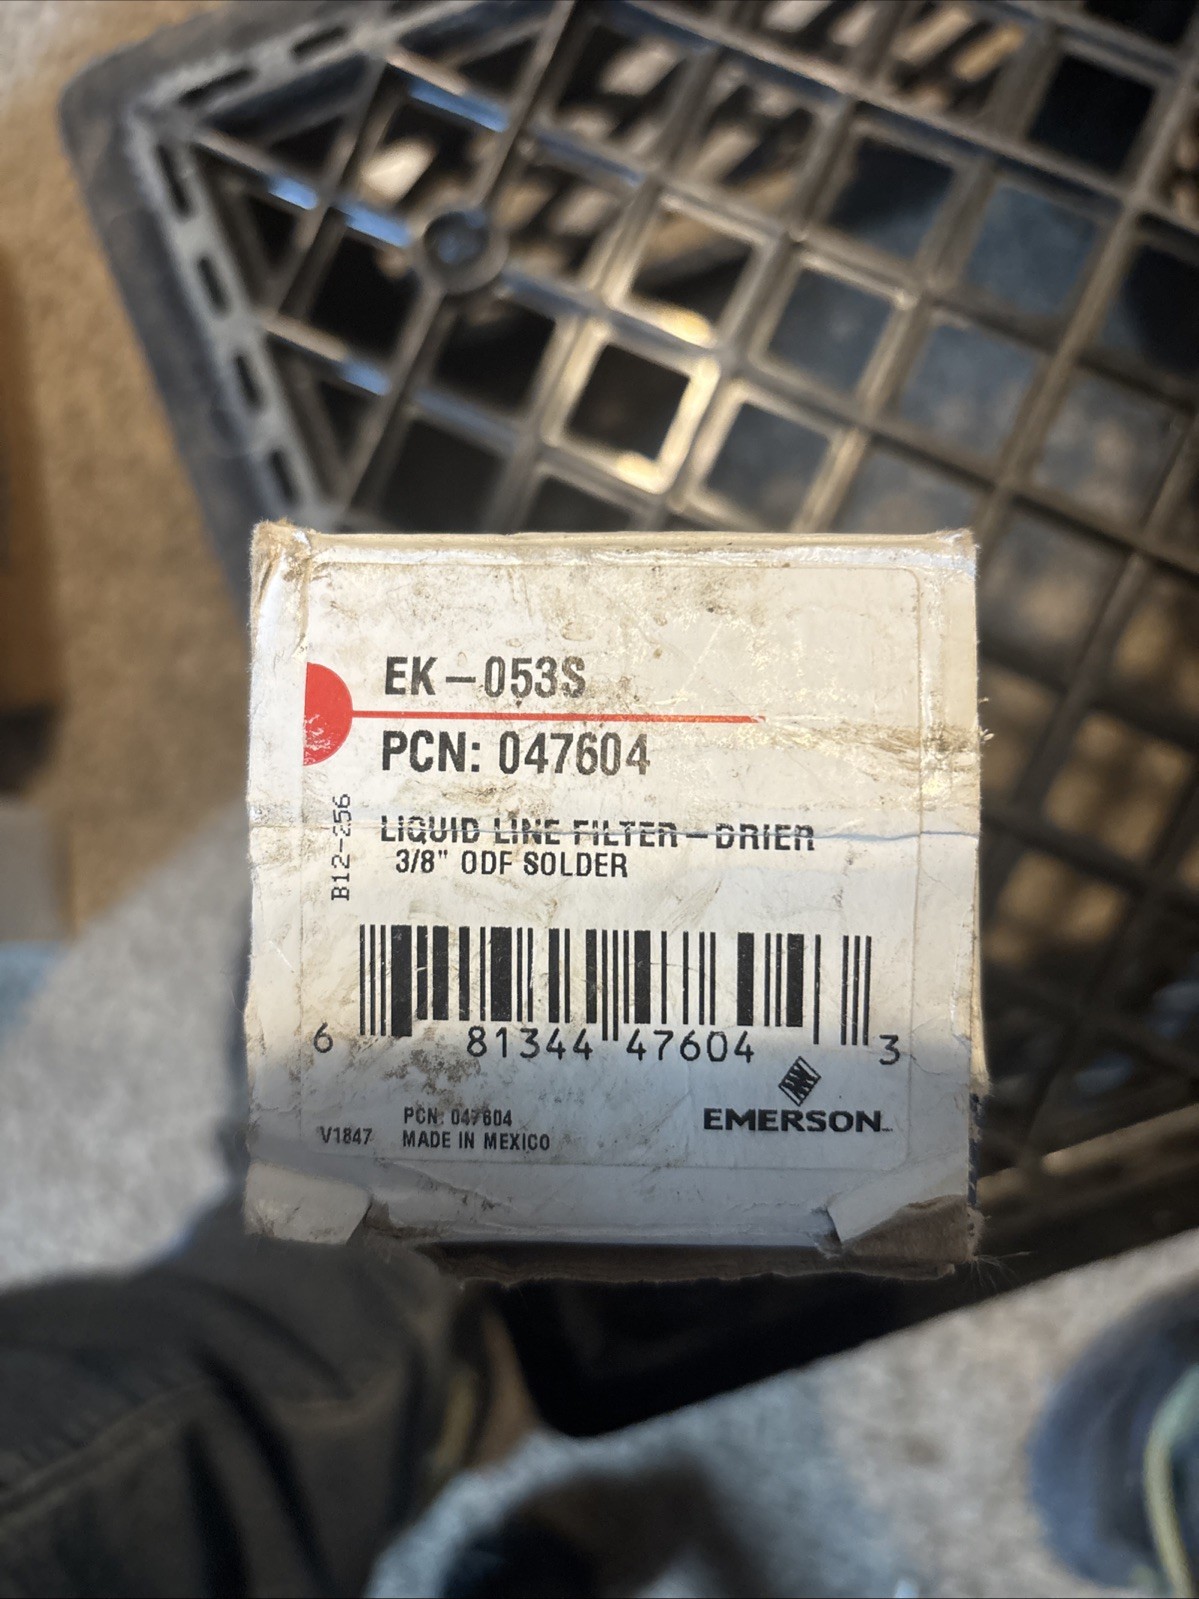 EK-053S
PCN: 047604
B12-256
LIQUID LINE FILTER-DRIER
3/8" ODF SOLDER
6 81344 47604 3
EMERSON
PCN: 047604
V1847 MADE IN MEXICO